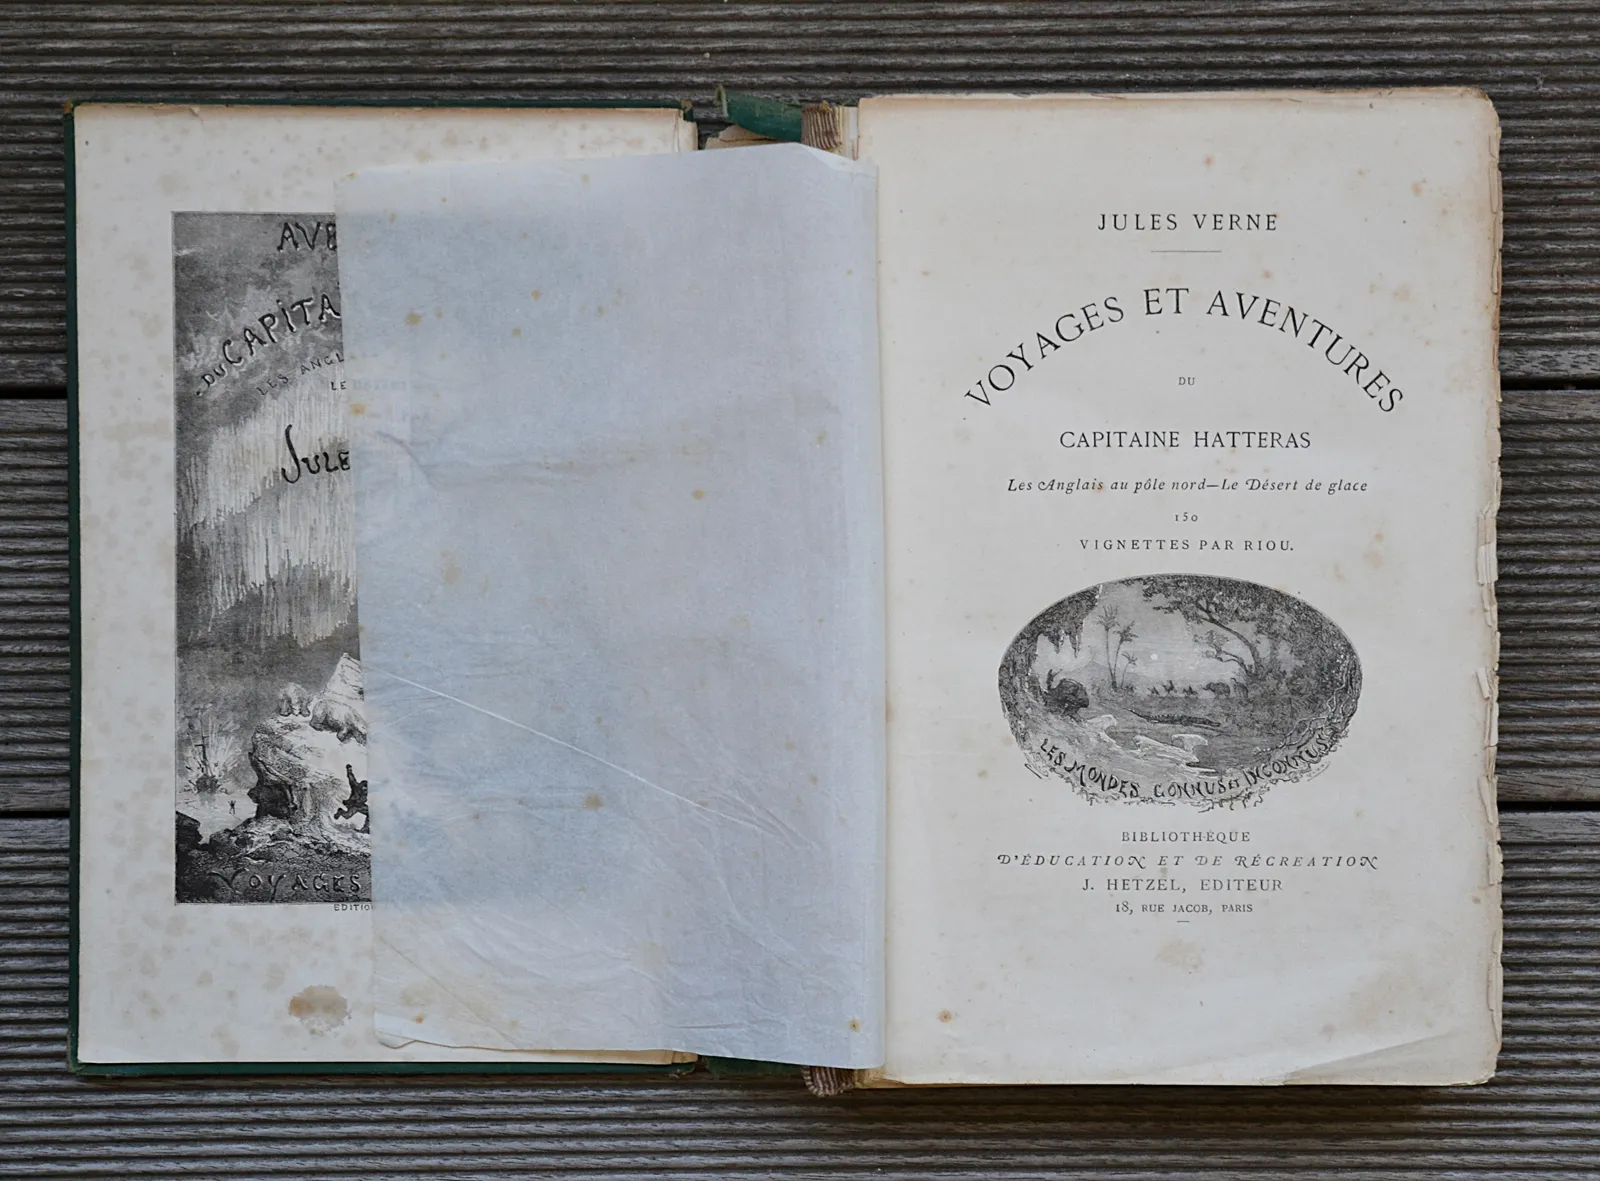 AVE
DU CAPITA
LES ANGL
LE
JULE
VOYAGES
EDITIO
JULES VERNE
VOYAGES ET AVENTURES
DU
CAPITAINE HATTERAS
Les Anglais au pôle nord—Le Désert de glace
150
VIGNETTES PAR RIOU.
LES MONDES CONNUS ET INCONNUS
BIBLIOTHÈQUE
D'ÉDUCATION ET DE RÉCREATION
J. HETZEL, EDITEUR
18, RUE JACOB, PARIS